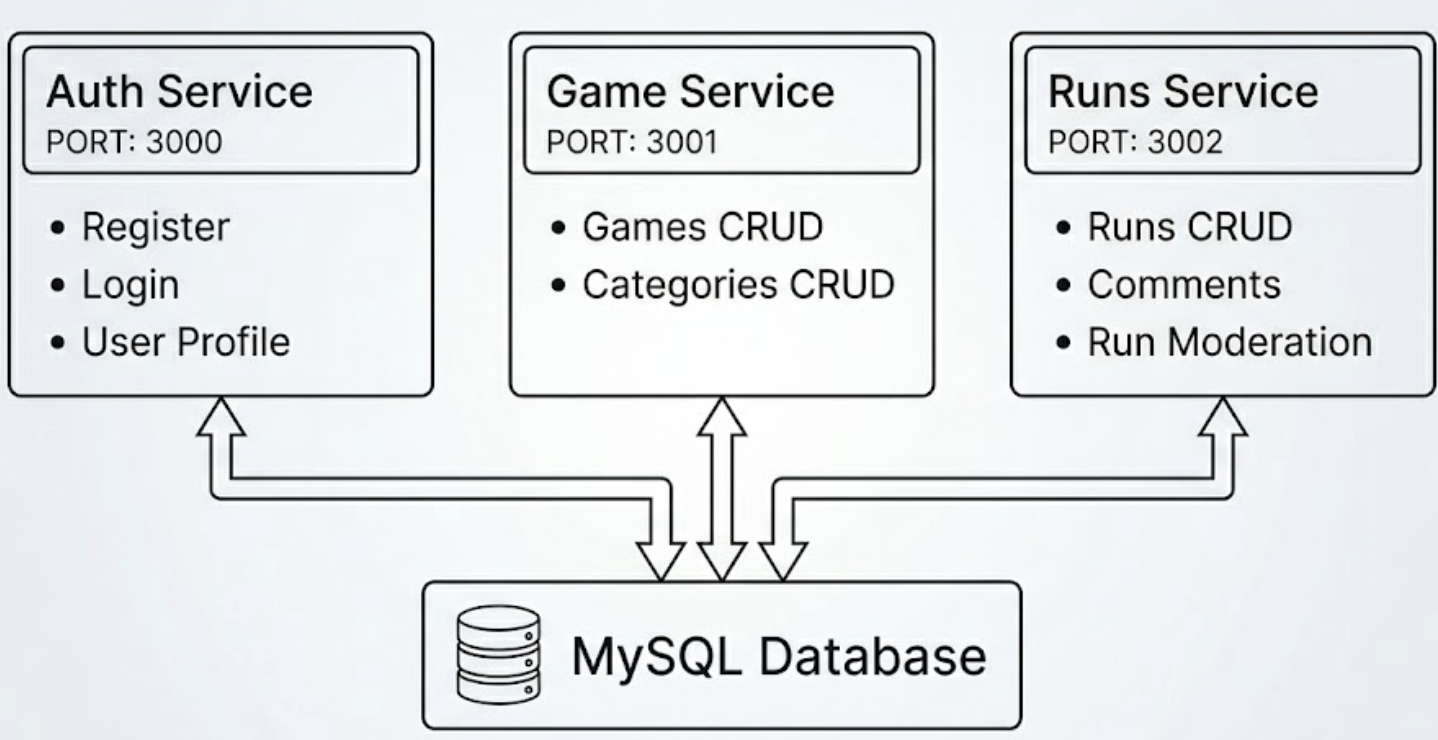 Auth Service
PORT: 3000
• Register
• Login
• User Profile
Game Service
PORT: 3001
• Games CRUD
• Categories CRUD
Runs Service
PORT: 3002
• Runs CRUD
• Comments
• Run Moderation
MySQL Database